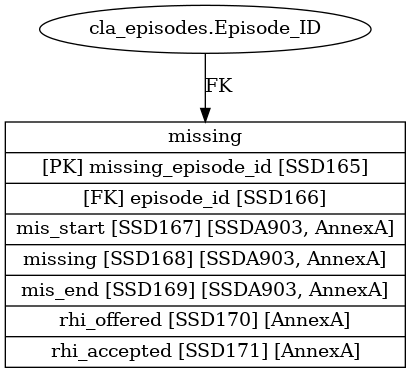 cla_episodes.Episode_ID
FK
missing
[PK] missing_episode_id [SSD165]
[FK] episode_id [SSD166]
mis_start [SSD167] [SSDA903, AnnexA]
missing [SSD168] [SSDA903, AnnexA]
mis_end [SSD169] [SSDA903, AnnexA]
rhi_offered [SSD170] [AnnexA]
rhi_accepted [SSD171] [AnnexA]